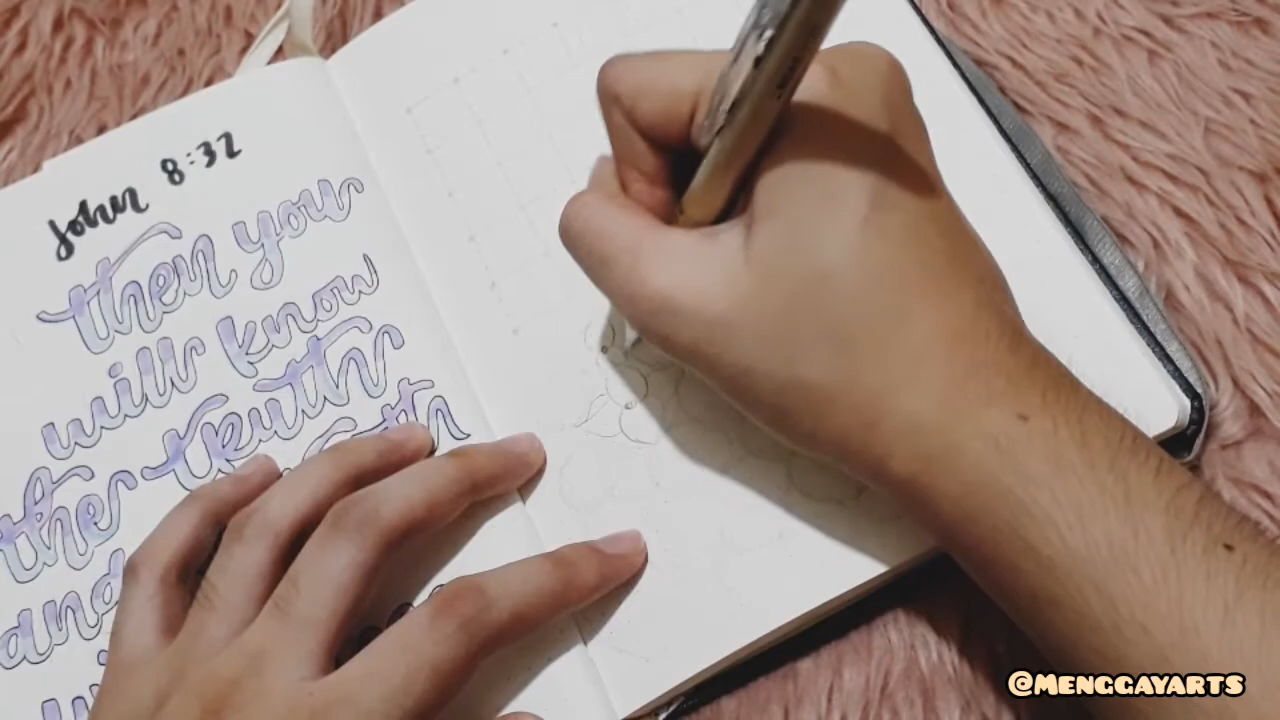 John 8:32
then you
will know
the truth
and
@MENGGAYARTS